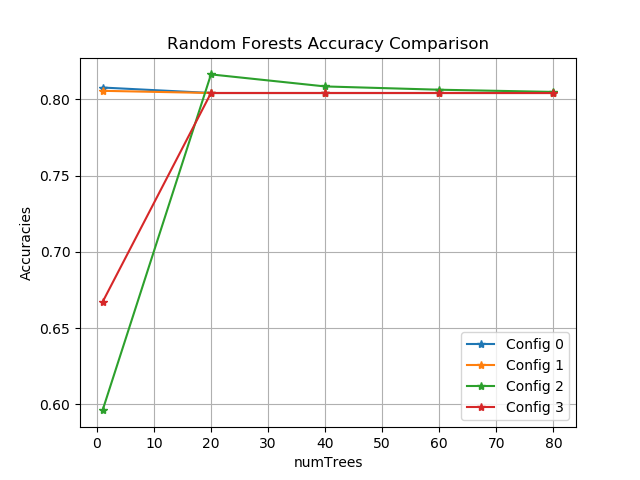 Random Forests Accuracy Comparison
Accuracies
0.80
0.75
0.70
0.65
0.60
0 10 20 30 40 50 60 70 80
numTrees
Config 0
Config 1
Config 2
Config 3